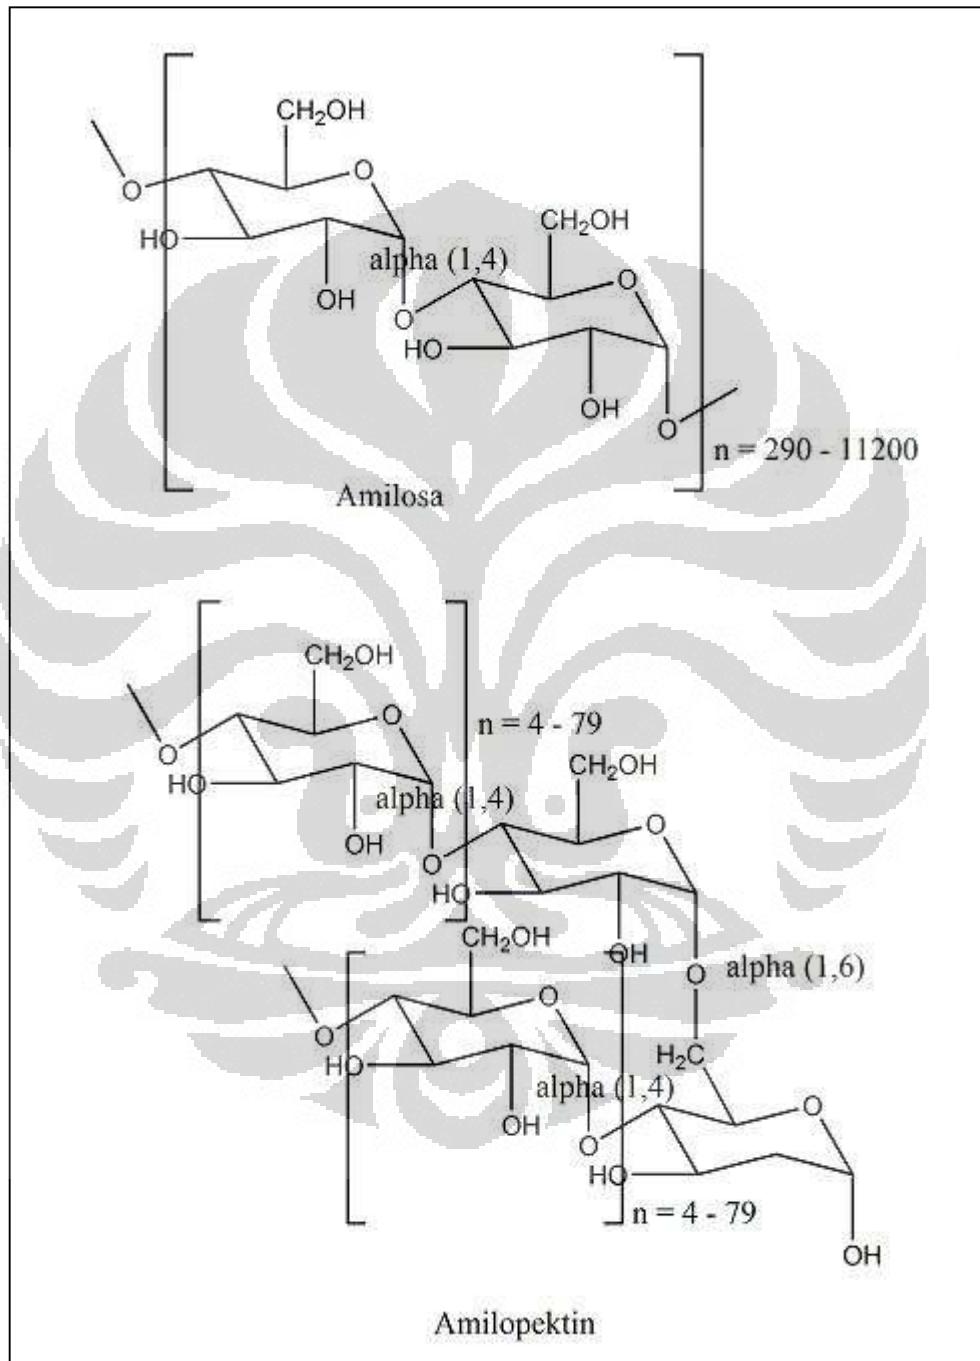 CH₂OH
O
O
HO
alpha (1,4)
CH₂OH
OH
O
O
HO
OH
O
n = 290 - 11200
Amilosa
CH₂OH
O
n = 4 - 79
O
HO
alpha (1,4)
CH₂OH
OH
O
O
HO
CH₂OH
OH
O
alpha (1,6)
O
O
HO
H₂C
alpha (1,4)
OH
O
O
HO
n = 4 - 79
OH
Amilopektin